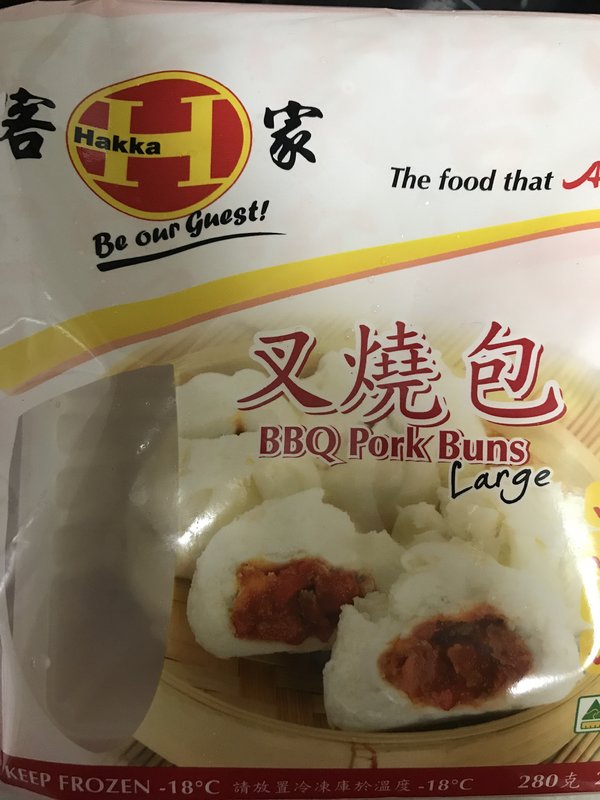 客 Hakka 家
Be our Guest!
The food that
叉燒包
BBQ Pork Buns
Large
KEEP FROZEN -18°C 請放置冷凍庫於溫度 -18°C 280克